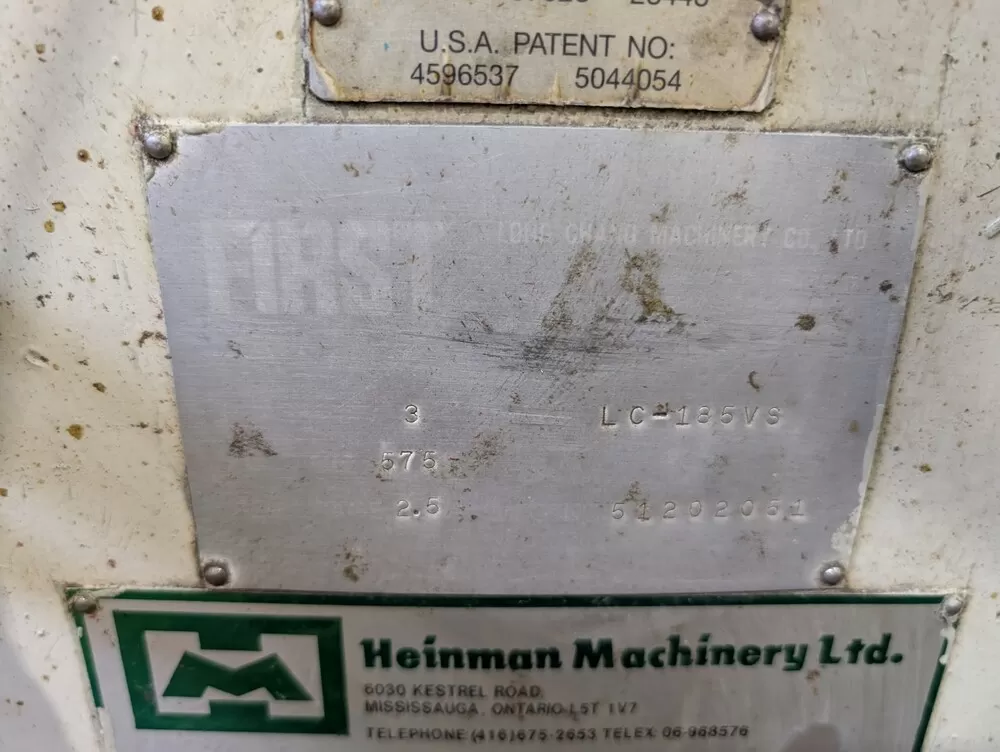 U.S.A. PATENT NO:
4596537 5044054
FIRST LONG CHANG MACHINERY CO., LTD
3 LC-185VS
575
2.5 51202051
Heinman Machinery Ltd.
6030 KESTREL ROAD
MISSISSAUGA, ONTARIO L5T 1V7
TELEPHONE (416) 675-2653 TELEX 06-968576